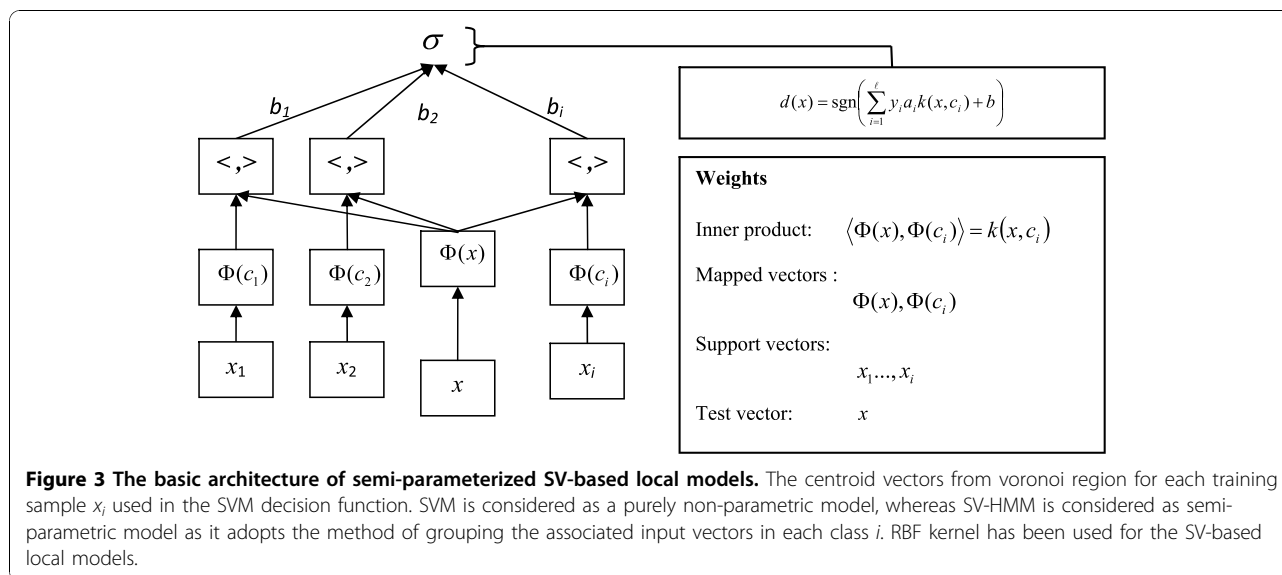 σ
b₁ b₂ bᵢ
<,> <,> <,>
Φ(c₁) Φ(c₂) Φ(x) Φ(cᵢ)
x₁ x₂ x xᵢ
d(x) = sgn(∑_{i=1}^{ℓ} yᵢaᵢk(x,cᵢ)+b)
Weights
Inner product: ⟨Φ(x),Φ(cᵢ)⟩ = k(x,cᵢ)
Mapped vectors :
Φ(x),Φ(cᵢ)
Support vectors:
x₁...,xᵢ
Test vector: x
Figure 3 The basic architecture of semi-parameterized SV-based local models. The centroid vectors from voronoi region for each training
sample xᵢ used in the SVM decision function. SVM is considered as a purely non-parametric model, whereas SV-HMM is considered as semi-
parametric model as it adopts the method of grouping the associated input vectors in each class i. RBF kernel has been used for the SV-based
local models.